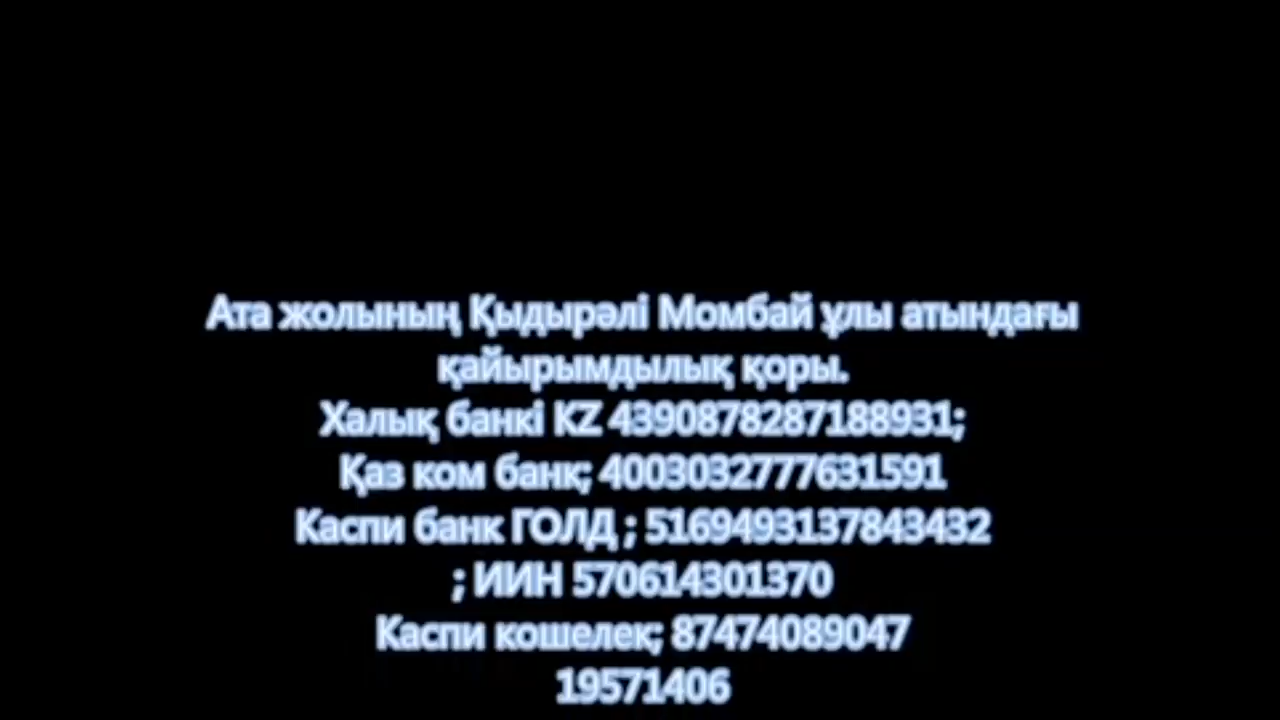 Ата жолының Қыдырәлі Момбай ұлы атындағы
қайырымдылық қоры.
Халық банкі KZ 4390878287188931;
Қаз ком банк; 4003032777631591
Каспи банк ГОЛД ; 5169493137843432
; ИИН 570614301370
Каспи кошелек; 87474089047
19571406